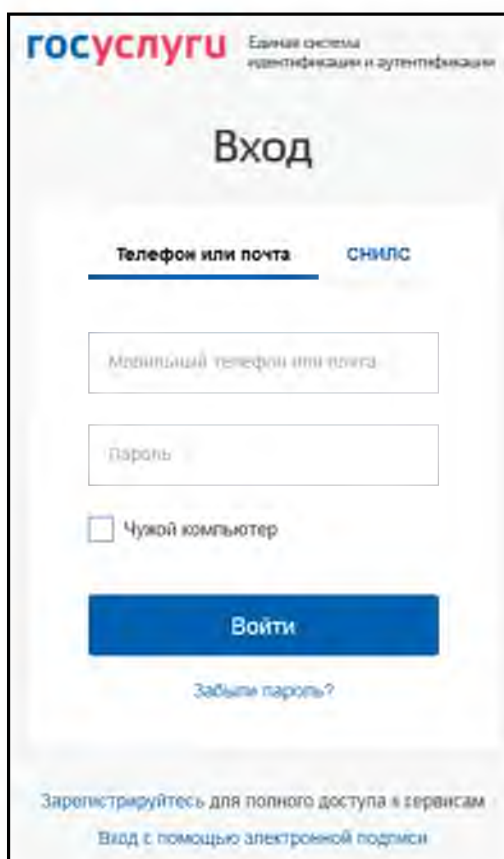 госуслуги
Единая система
идентификации и аутентификации
Вход
Телефон или почта СНИЛС
Мобильный телефон или почта
Пароль
Чужой компьютер
Войти
Забыли пароль?
Зарегистрируйтесь для полного доступа к сервисам
Вход с помощью электронной подписи